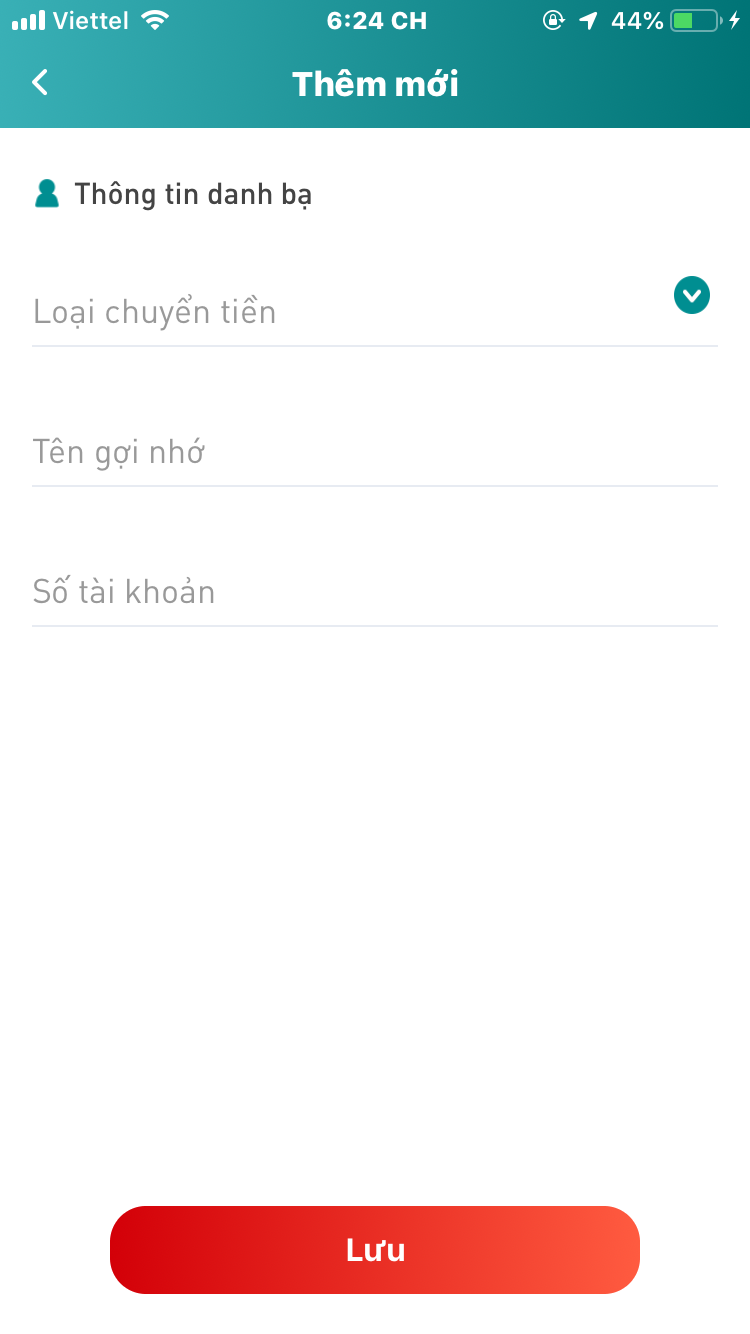 Viettel 6:24 CH 44%
Thêm mới
Thông tin danh bạ
Loại chuyển tiền
Tên gợi nhớ
Số tài khoản
Lưu